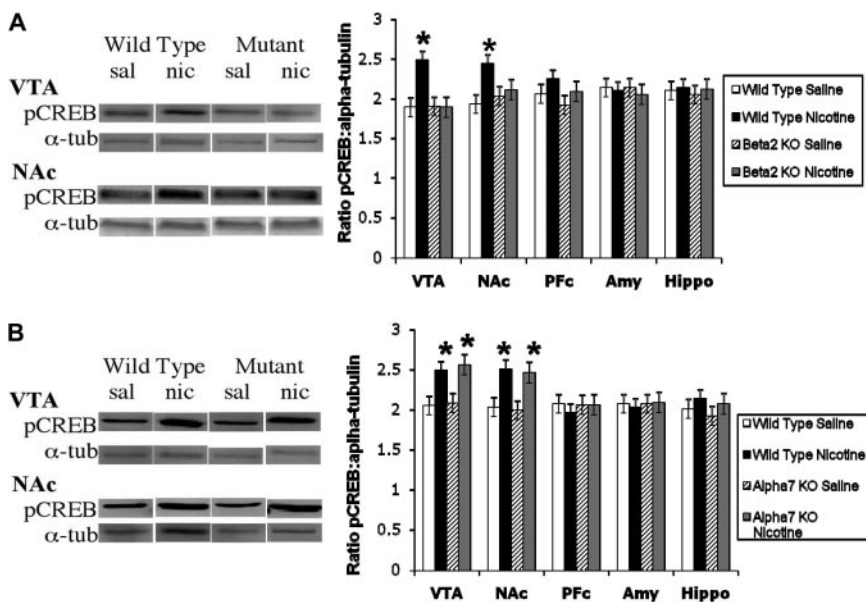 A
Wild Type Mutant
sal nic sal nic
VTA
pCREB
α-tub
NAc
pCREB
α-tub
Ratio pCREB:alpha-tubulin
3
2.5
2
1.5
1
0.5
0
* *
VTA NAc PFc Amy Hippo
Wild Type Saline
Wild Type Nicotine
Beta2 KO Saline
Beta2 KO Nicotine
B
Wild Type Mutant
sal nic sal nic
VTA
pCREB
α-tub
NAc
pCREB
α-tub
Ratio pCREB:aplha-tubulin
3
2.5
2
1.5
1
0.5
0
* * * *
VTA NAc PFc Amy Hippo
Wild Type Saline
Wild Type Nicotine
Alpha7 KO Saline
Alpha7 KO
Nicotine